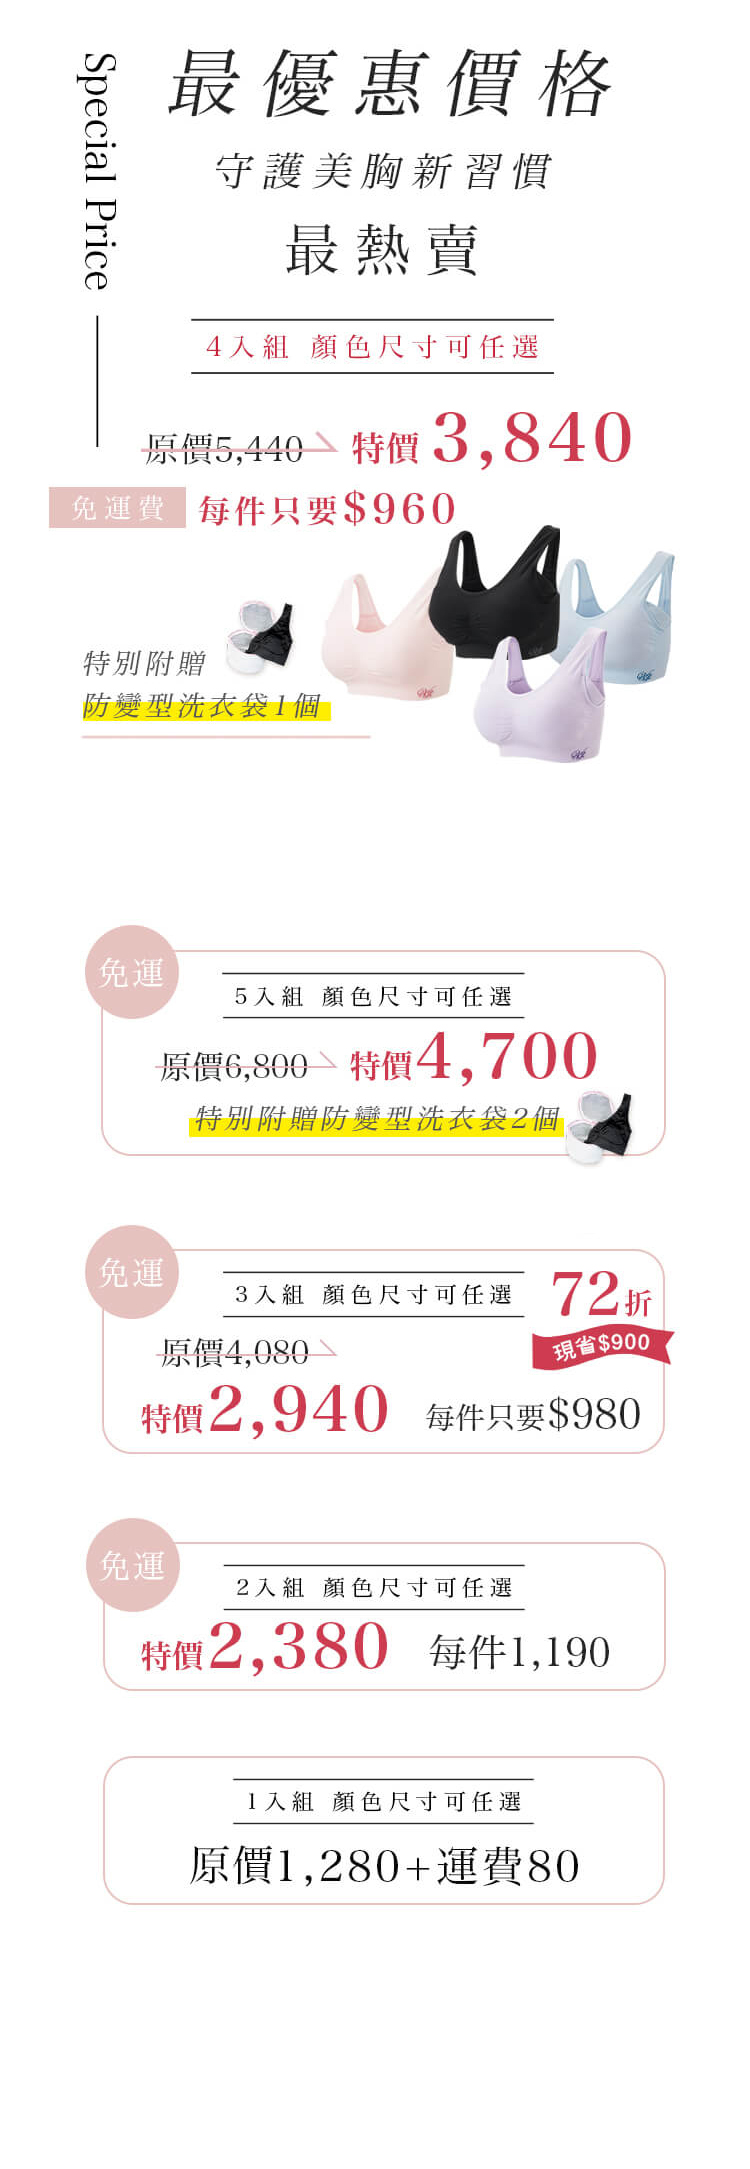 Special Price
最優惠價格
守護美胸新習慣
最熱賣
4入組 顏色尺寸可任選
原價5,440 特價3,840
免運費 每件只要$960
特別附贈
防變型洗衣袋1個
免運
5入組 顏色尺寸可任選
原價6,800 特價4,700
特別附贈防變型洗衣袋2個
免運
3入組 顏色尺寸可任選
72折
現省$900
原價4,080
特價2,940 每件只要$980
免運
2入組 顏色尺寸可任選
特價2,380 每件1,190
1入組 顏色尺寸可任選
原價1,280+運費80